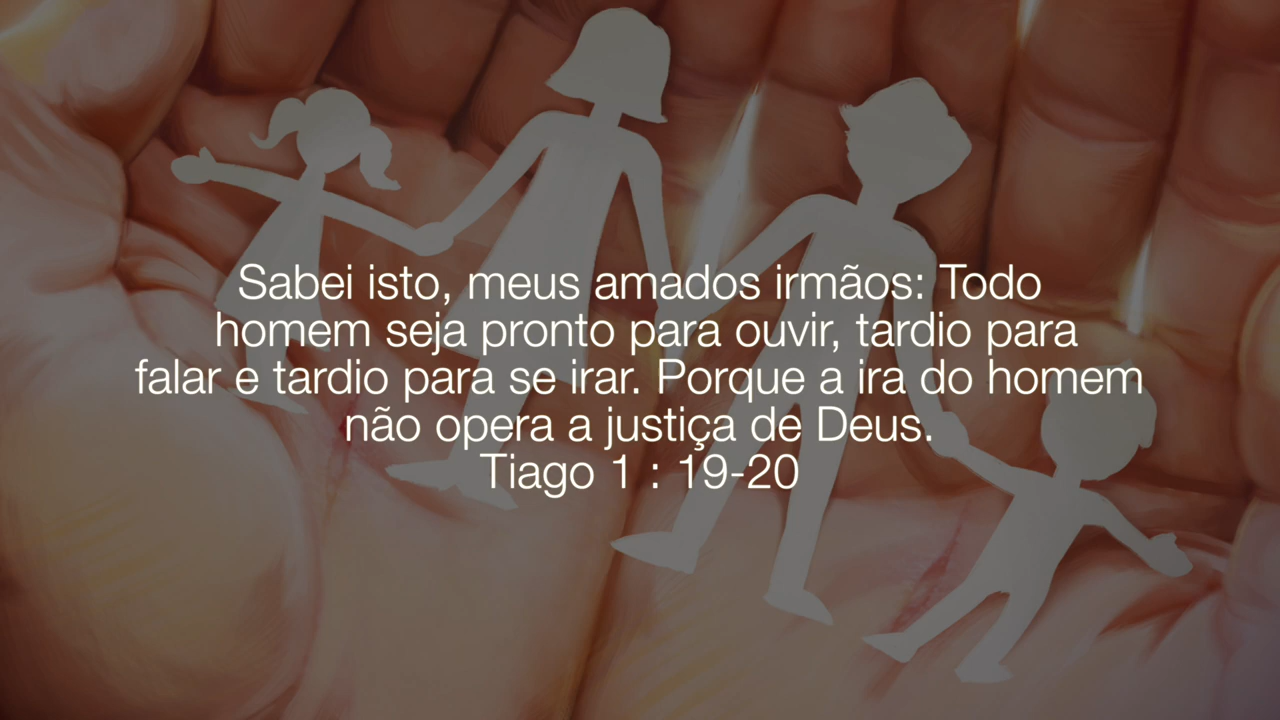 Sabei isto, meus amados irmãos: Todo
homem seja pronto para ouvir, tardio para
falar e tardio para se irar. Porque a ira do homem
não opera a justiça de Deus.
Tiago 1 : 19-20